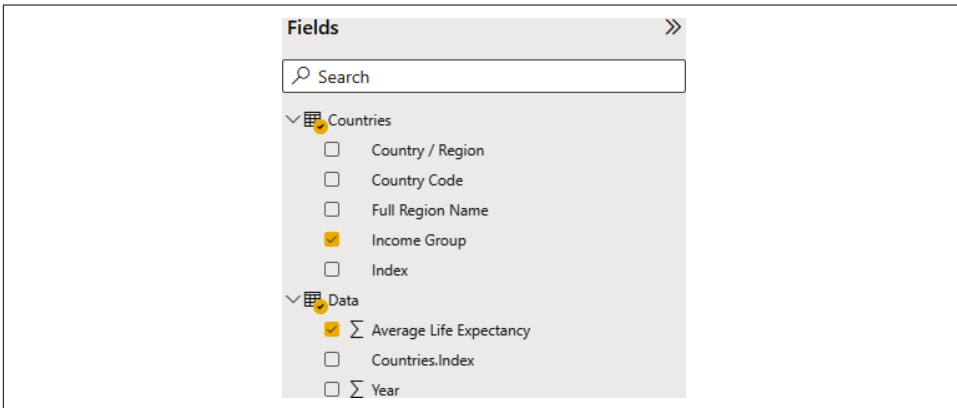 Fields
Search
Countries
Country / Region
Country Code
Full Region Name
Income Group
Index
Data
Average Life Expectancy
Countries.Index
Year